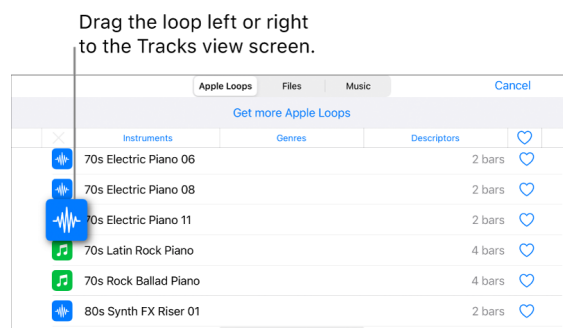 Drag the loop left or right
to the Tracks view screen.
Apple Loops Files Music Cancel
Get more Apple Loops
Instruments Genres Descriptors
70s Electric Piano 06 2 bars
70s Electric Piano 08 2 bars
70s Electric Piano 11 2 bars
70s Latin Rock Piano 4 bars
70s Rock Ballad Piano 4 bars
80s Synth FX Riser 01 2 bars